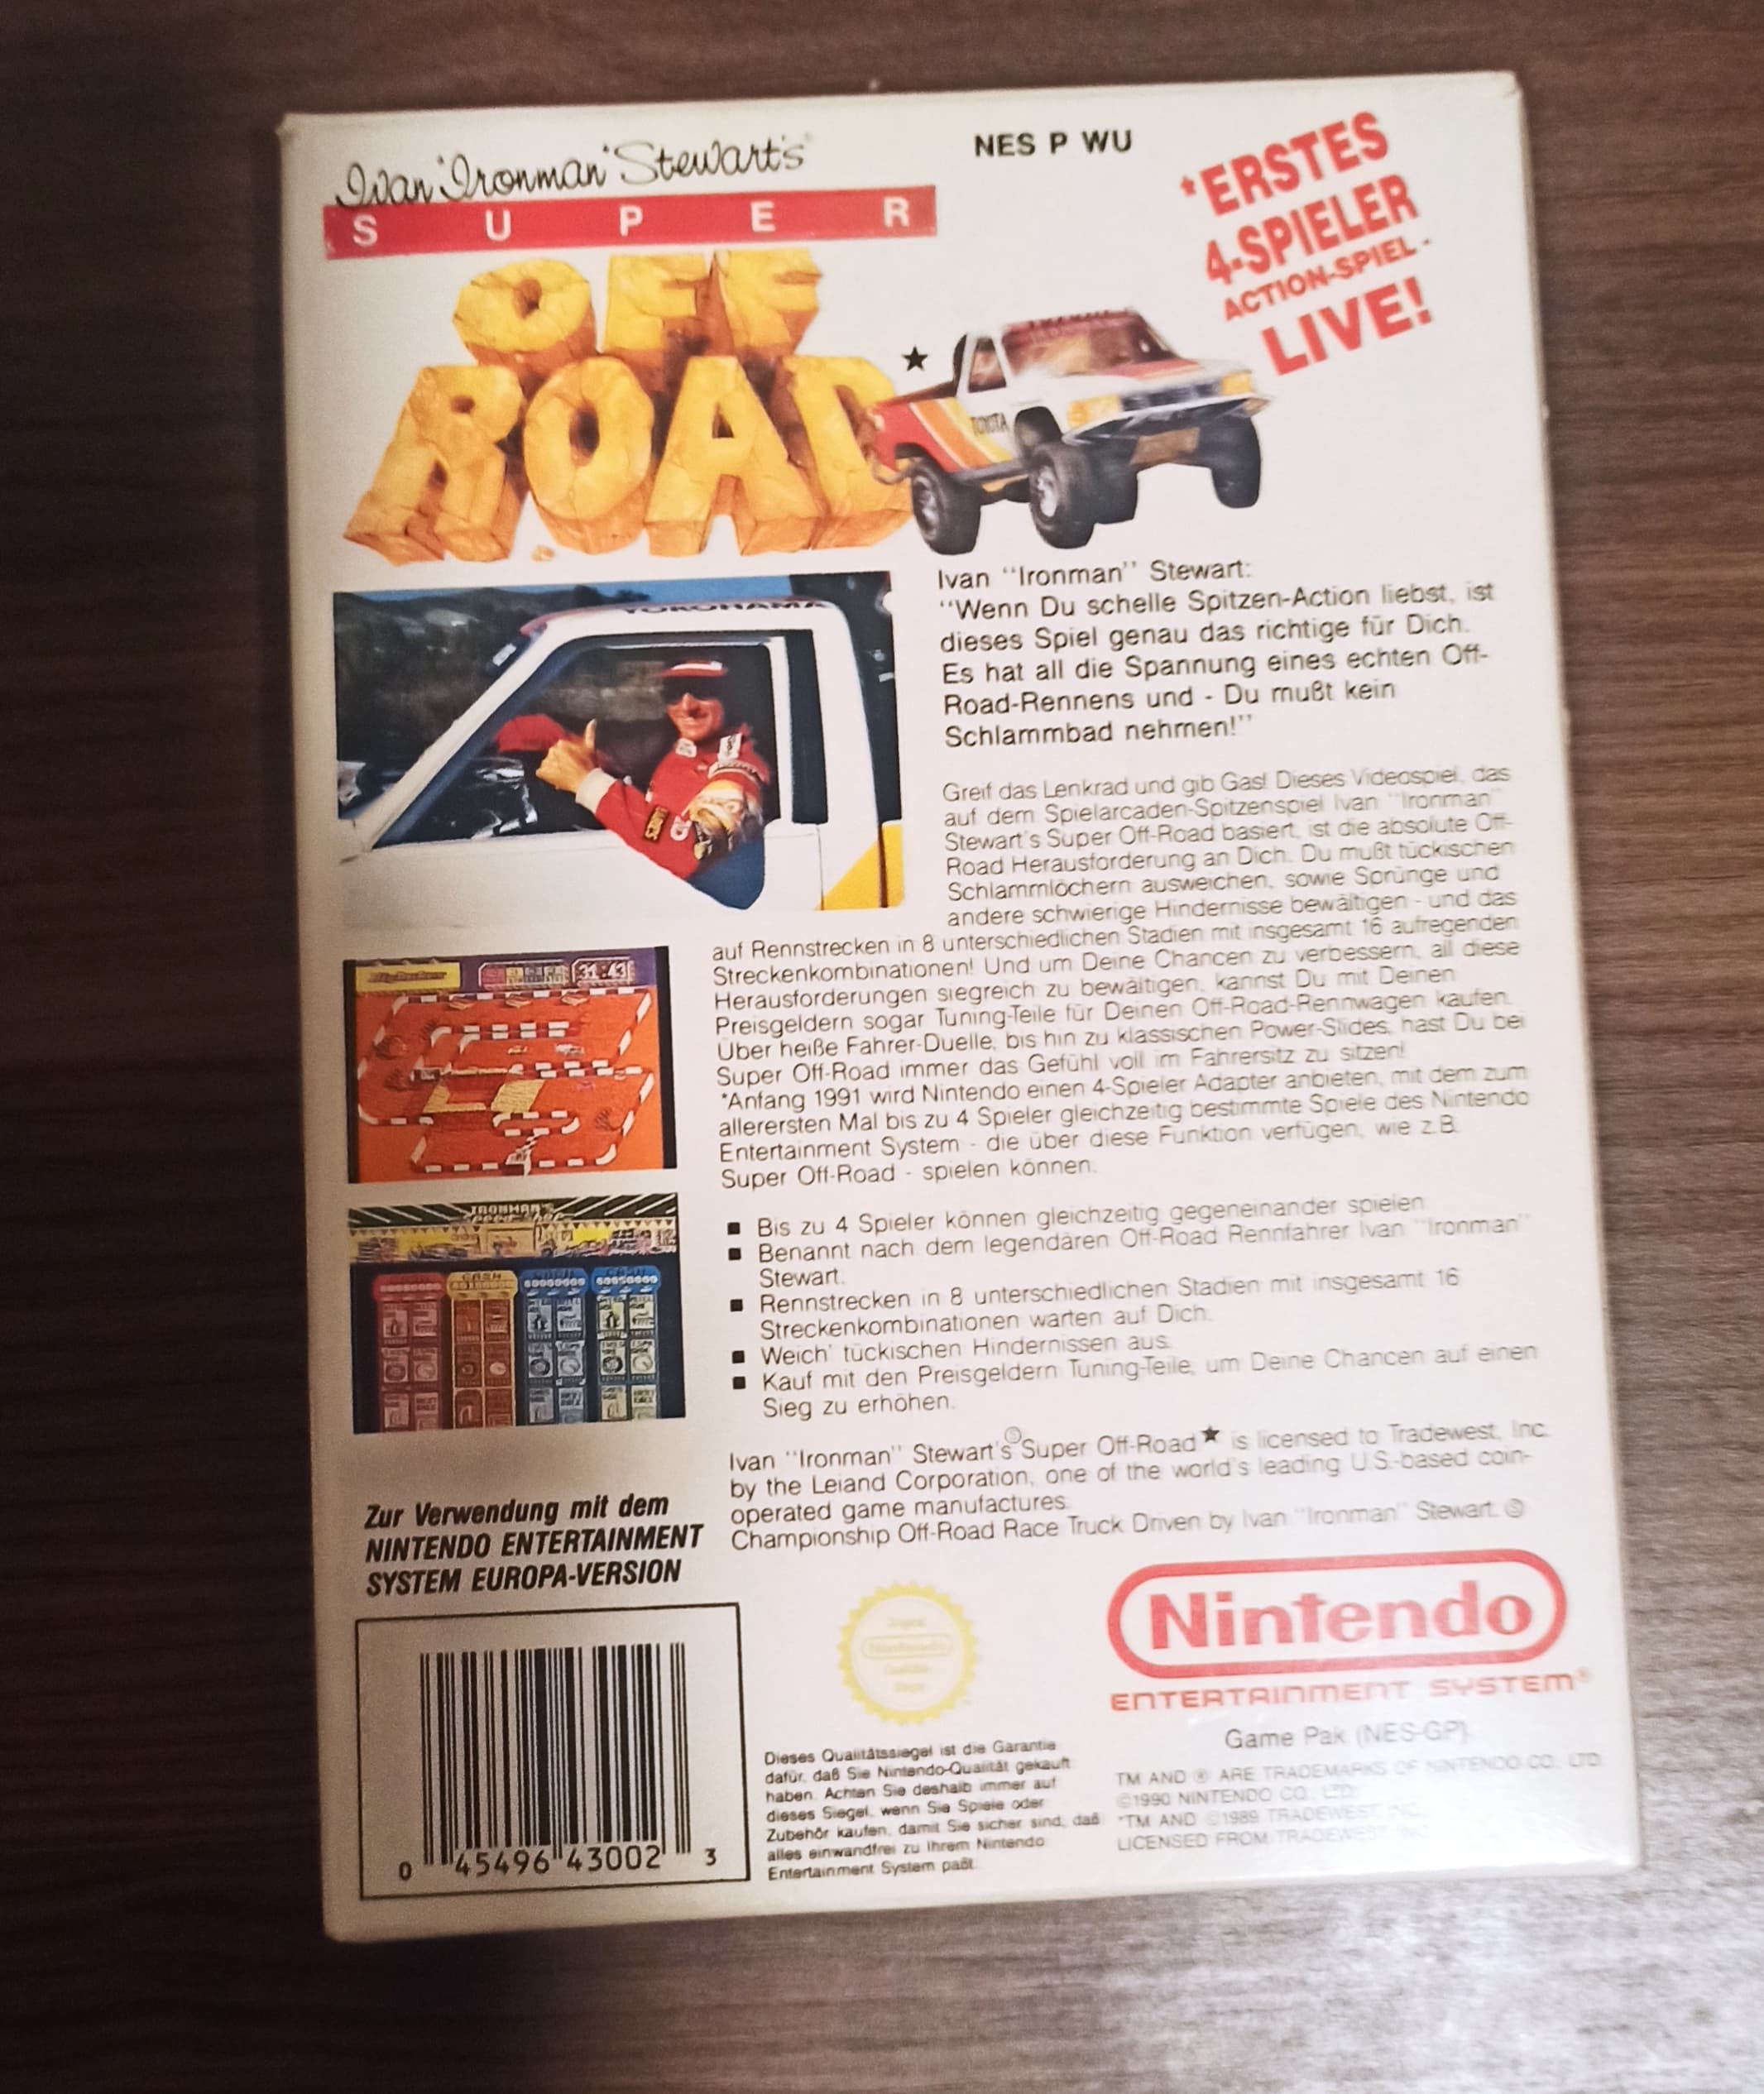 Ivan "Ironman" Stewart's
NES P WU
SUPER
OFF
ROAD
*ERSTES
4-SPIELER
ACTION-SPIEL -
LIVE!
TOYOTA
YOKOHAMA
Ivan "Ironman" Stewart:
"Wenn Du schelle Spitzen-Action liebst, ist
dieses Spiel genau das richtige für Dich.
Es hat all die Spannung eines echten Off-
Road-Rennens und - Du mußt kein
Schlammbad nehmen!"
Greif das Lenkrad und gib Gas! Dieses Videospiel, das
auf dem Spielarcaden-Spitzenspiel Ivan "Ironman"
Stewart's Super Off-Road basiert, ist die absolute Off-
Road Herausforderung an Dich. Du mußt tückischen
Schlammlöchern ausweichen, sowie Sprünge und
andere schwierige Hindernisse bewältigen - und das
auf Rennstrecken in 8 unterschiedlichen Stadien mit insgesamt 16 aufregenden
Streckenkombinationen! Und um Deine Chancen zu verbessern, all diese
Herausforderungen siegreich zu bewältigen, kannst Du mit Deinen
Preisgeldern sogar Tuning-Teile für Deinen Off-Road-Rennwagen kaufen.
Über heiße Fahrer-Duelle, bis hin zu klassischen Power-Slides, hast Du bei
Super Off-Road immer das Gefühl voll im Fahrersitz zu sitzen!
*Anfang 1991 wird Nintendo einen 4-Spieler Adapter anbieten, mit dem zum
allerersten Mal bis zu 4 Spieler gleichzeitig bestimmte Spiele des Nintendo
Entertainment System - die über diese Funktion verfügen, wie z.B.
Super Off-Road - spielen können.
31.43
IRONMAN'S
CASH
■ Bis zu 4 Spieler können gleichzeitig gegeneinander spielen
■ Benannt nach dem legendären Off-Road Rennfahrer Ivan "Ironman"
Stewart.
■ Rennstrecken in 8 unterschiedlichen Stadien mit insgesamt 16
Streckenkombinationen warten auf Dich.
■ Weich' tückischen Hindernissen aus.
■ Kauf mit den Preisgeldern Tuning-Teile, um Deine Chancen auf einen
Sieg zu erhöhen.
Ivan "Ironman" Stewart's Ⓢ Super Off-Road★ is licensed to Tradewest, Inc.
by the Leland Corporation, one of the world's leading U.S.-based coin-
operated game manufactures.
Championship Off-Road Race Truck Driven by Ivan "Ironman" Stewart. Ⓢ
Zur Verwendung mit dem
NINTENDO ENTERTAINMENT
SYSTEM EUROPA-VERSION
0 45496 43002 3
Original
Nintendo
Dieses Qualitätssiegel ist die Garantie
dafür, daß Sie Nintendo-Qualität gekauft
haben. Achten Sie deshalb immer auf
dieses Siegel, wenn Sie Spiele oder
Zubehör kaufen, damit Sie sicher sind, daß
alles einwandfrei zu Ihrem Nintendo
Entertainment System paßt.
Nintendo
ENTERTAINMENT SYSTEM®
Game Pak (NES-GP)
TM AND ® ARE TRADEMARKS OF NINTENDO CO., LTD.
©1990 NINTENDO CO., LTD.
*TM AND ©1989 TRADEWEST INC.
LICENSED FROM TRADEWEST